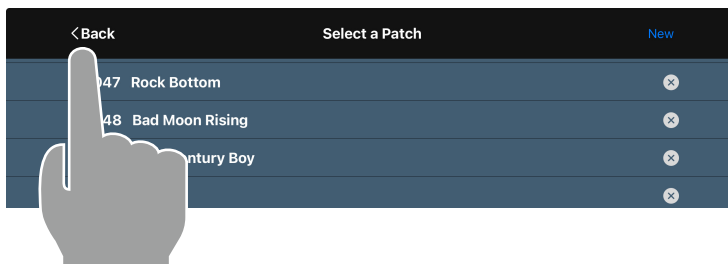 Back Select a Patch New
047 Rock Bottom
48 Bad Moon Rising
ntury Boy